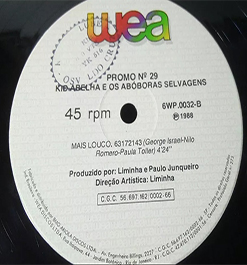 wea
PROMO Nº 29
KID ABELHA E OS ABÓBORAS SELVAGENS
45 rpm
6WP.0032-B
Ⓟ1988
MAIS LOUCO. 63172143 (George Israel-Nilo
Romero-Paula Toller) 4'24"
Produzido por: Liminha e Paulo Junqueiro
Direção Artística: Liminha
C.G.C. 56.697.162/0002-66